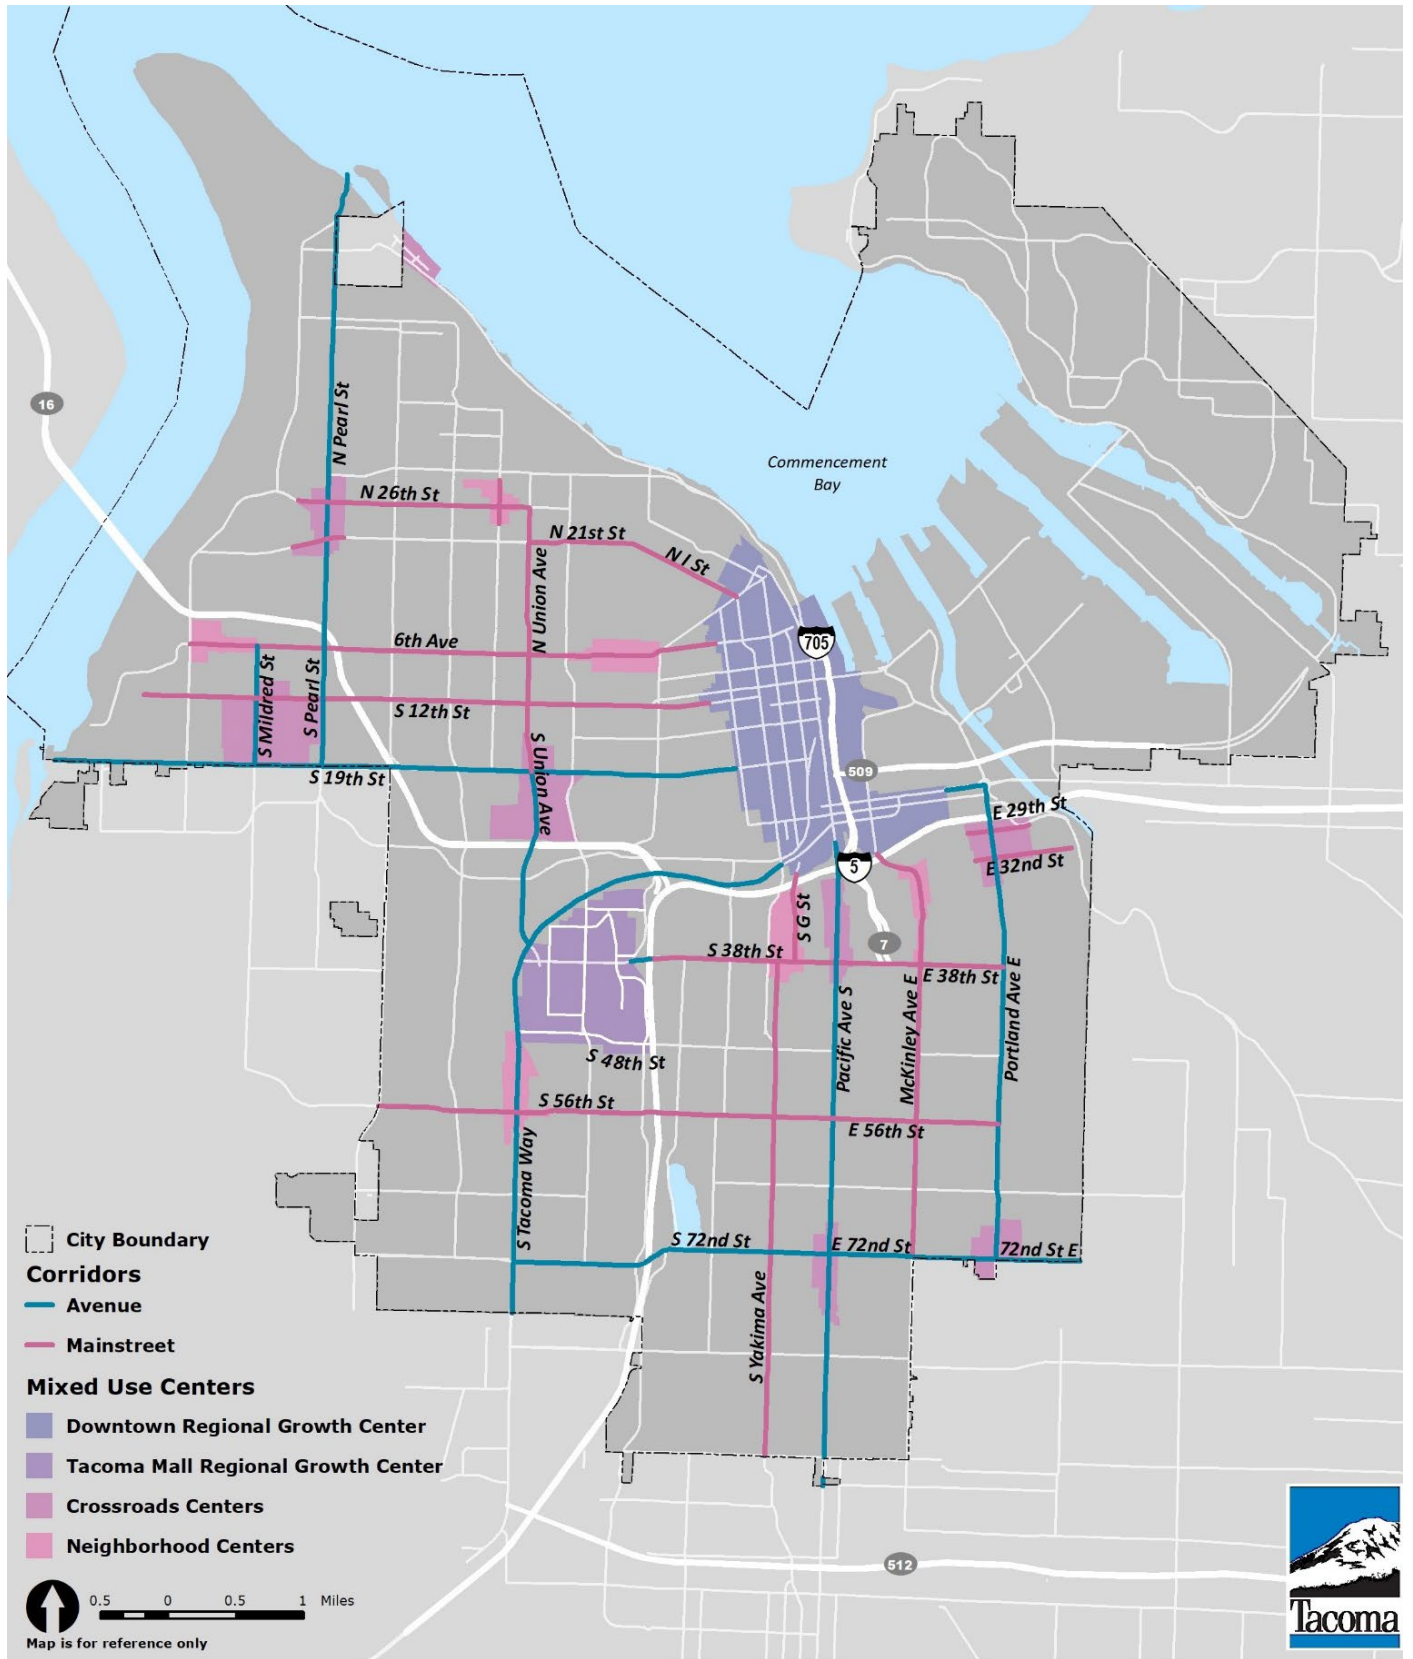 16
N Pearl St
Commencement
Bay
N 26th St
N 21st St
N I St
N Union Ave
705
6th Ave
S Mildred St
S Pearl St
S 12th St
S 19th St
S Union Ave
509
E 29th St
E 32nd St
5
S G St
7
S 38th St
E 38th St
Pacific Ave S
McKinley Ave E
Portland Ave E
S 48th St
S 56th St
E 56th St
S Tacoma Way
S 72nd St
E 72nd St
72nd St E
S Yakima Ave
512
City Boundary
Corridors
Avenue
Mainstreet
Mixed Use Centers
Downtown Regional Growth Center
Tacoma Mall Regional Growth Center
Crossroads Centers
Neighborhood Centers
0.5 0 0.5 1 Miles
Map is for reference only
Tacoma